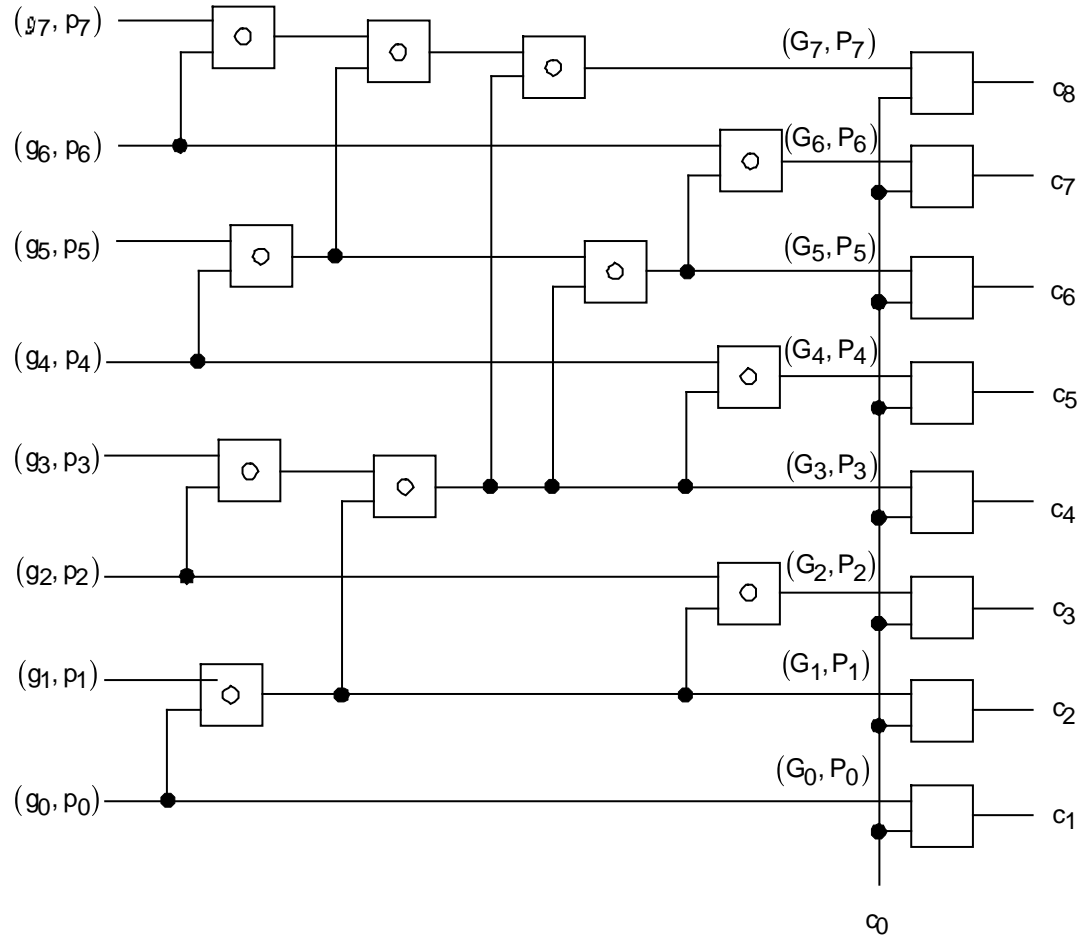 (g7, p7)
(G7, P7)
c8
(g6, p6)
(G6, P6)
c7
(g5, p5)
(G5, P5)
c6
(g4, p4)
(G4, P4)
c5
(g3, p3)
(G3, P3)
c4
(g2, p2)
(G2, P2)
c3
(g1, p1)
(G1, P1)
c2
(g0, p0)
(G0, P0)
c1
c0